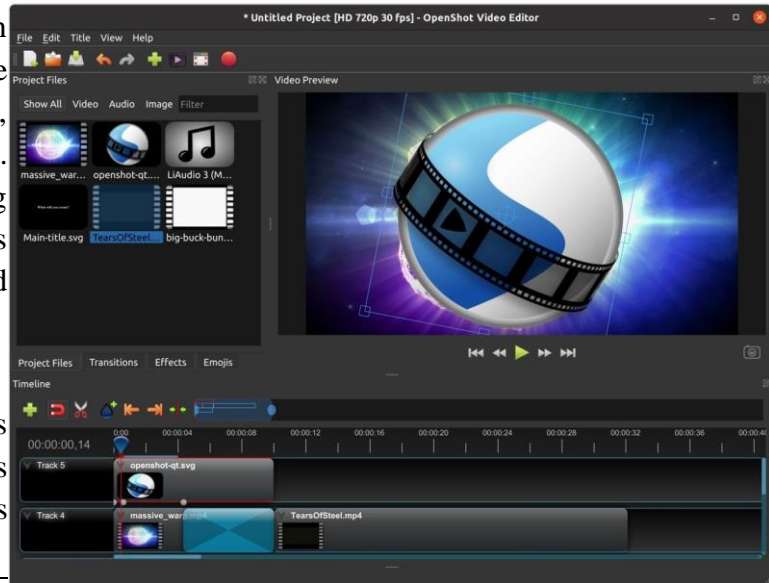 * Untitled Project [HD 720p 30 fps] - OpenShot Video Editor
File Edit Title View Help
Project Files
Video Preview
Show All Video Audio Image Filter
massive_war... openshot-qt.... LiAudio 3 (M...
Main-title.svg TearsOfSteel.... big-buck-bun...
Project Files Transitions Effects Emojis
Timeline
00:00:00,14
0:00 00:00:04 00:00:08 00:00:12 00:00:16 00:00:20 00:00:24 00:00:28 00:00:32 00:00:36 00:00:40
Track 5
openshot-qt.svg
Track 4
massive_warp.mp4
TearsOfSteel.mp4